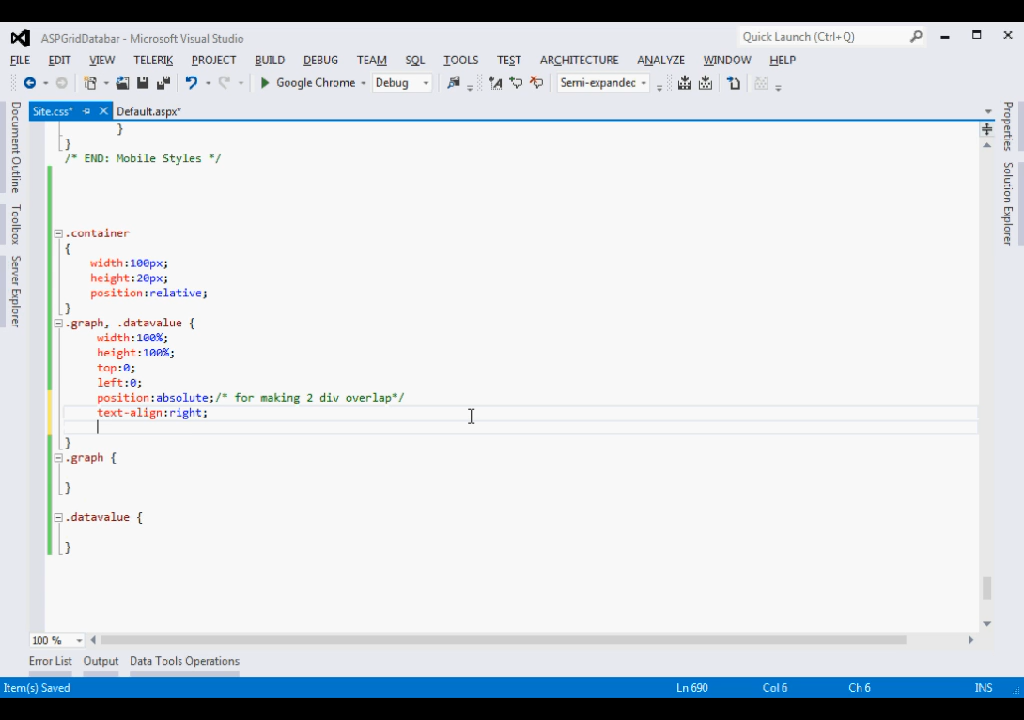 ASPGridDatabar - Microsoft Visual Studio
Quick Launch (Ctrl+Q)
FILE EDIT VIEW TELERIK PROJECT BUILD DEBUG TEAM SQL TOOLS TEST ARCHITECTURE ANALYZE WINDOW HELP
Google Chrome Debug Semi-expanded
Site.css* Default.aspx*
Document Outline
Toolbox
Server Explorer
Properties
Solution Explorer
}
}
/* END: Mobile Styles */
.container
{
width:100px;
height:20px;
position:relative;
}
.graph, .datavalue {
width:100%;
height:100%;
top:0;
left:0;
position:absolute;/* for making 2 div overlap*/
text-align:right;
}
.graph {
}
.datavalue {
}
100 %
Error List Output Data Tools Operations
Item(s) Saved Ln 690 Col 6 Ch 6 INS